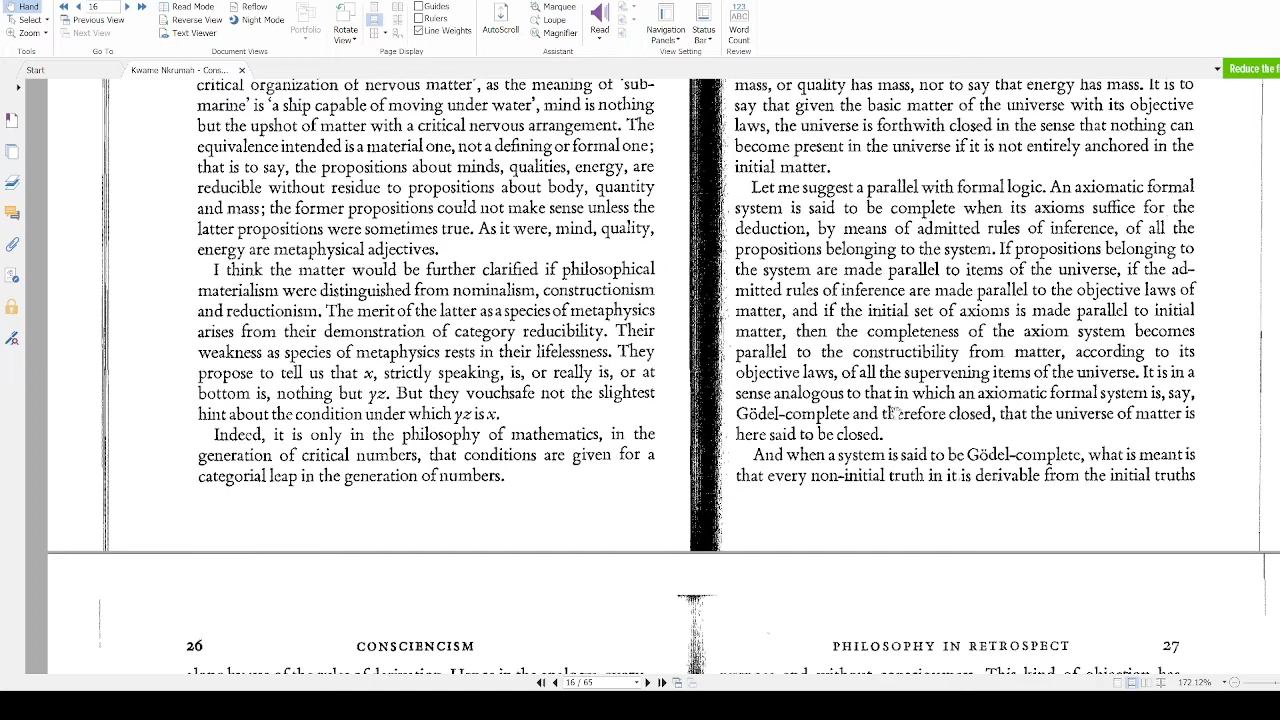 Hand
16
Read Mode
Reflow
Guides
Marquee
123
ABC
Select
Previous View
Reverse View
Night Mode
Rulers
Loupe
Zoom
Next View
Text Viewer
Portfolio
Rotate View
Line Weights
AutoScroll
Magnifier
Read
Navigation Panels
Status Bar
Word Count
Tools
Go To
Document Views
Page Display
Assistant
View Setting
Review
Start
Kwame Nkrumah - Cons...
Reduce the f
critical organization of nervous matter', as the meaning of 'sub-
marine' is 'a ship capable of moving under water', mind is nothing
but the upshot of matter with a critical nervous arrangement. The
equivalence intended is a material one, not a defining or formal one;
that is to say, the propositions about minds, qualities, energy, are
reducible without residue to propositions about body, quantity
and mass; the former propositions could not make sense unless the
latter propositions were sometimes true. As it were, mind, quality,
energy are metaphysical adjectives.
I think the matter would be further clarified if philosophical
materialism were distinguished from nominalism, constructionism
and reductionism. The merit of the latter as a species of metaphysics
arises from their demonstration of category reducibility. Their
weakness as species of metaphysics rests in their lifelessness. They
propose to tell us that x, strictly speaking, is, or really is, or at
bottom is, nothing but yz. But they vouchsafe not the slightest
hint about the condition under which yz is x.
Indeed, it is only in the philosophy of mathematics, in the
generation of critical numbers, that conditions are given for a
categorial leap in the generation of numbers.
mass, or quality has mass, nor to say that energy has mass. It is to
say that given the basic matter of the universe with its objective
laws, the universe is forthwith closed in the sense that nothing can
become present in the universe if it is not entirely anchored in the
initial matter.
Let me suggest a parallel with formal logic. An axiomatic formal
system is said to be complete when its axioms suffice for the
deduction, by means of admitted rules of inference, of all the
propositions belonging to the system. If propositions belonging to
the system are made parallel to items of the universe, if the ad-
mitted rules of inference are made parallel to the objective laws of
matter, and if the initial set of axioms is made parallel to initial
matter, then the completeness of the axiom system becomes
parallel to the constructibility from matter, according to its
objective laws, of all the supervening items of the universe. It is in a
sense analogous to that in which an axiomatic formal system is, say,
Gödel-complete and therefore closed, that the universe of matter is
here said to be closed.
And when a system is said to be Gödel-complete, what is meant is
that every non-initial truth in it is derivable from the initial truths
26
CONSCIENCISM
PHILOSOPHY IN RETROSPECT
27
16 / 65
172.12%